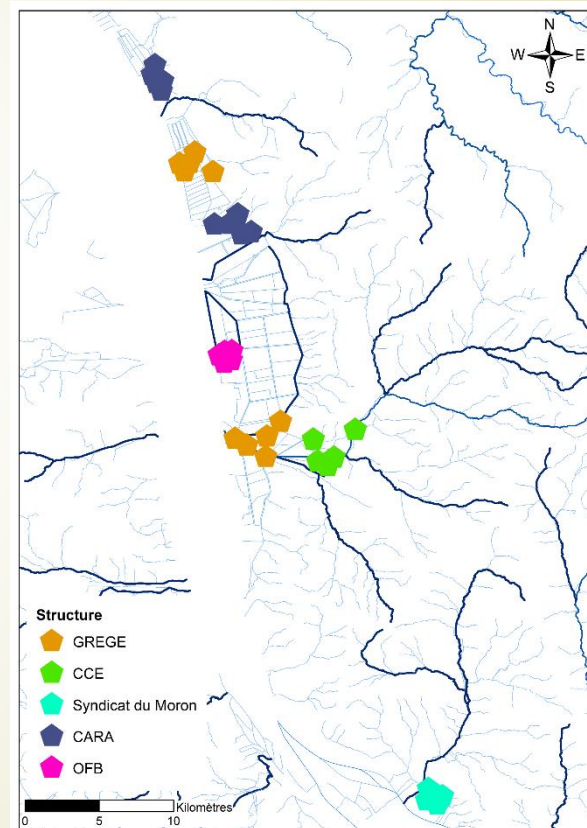 N
W E
S
Structure
GREGE
CCE
Syndicat du Moron
CARA
OFB
0 5 10 Kilomètres